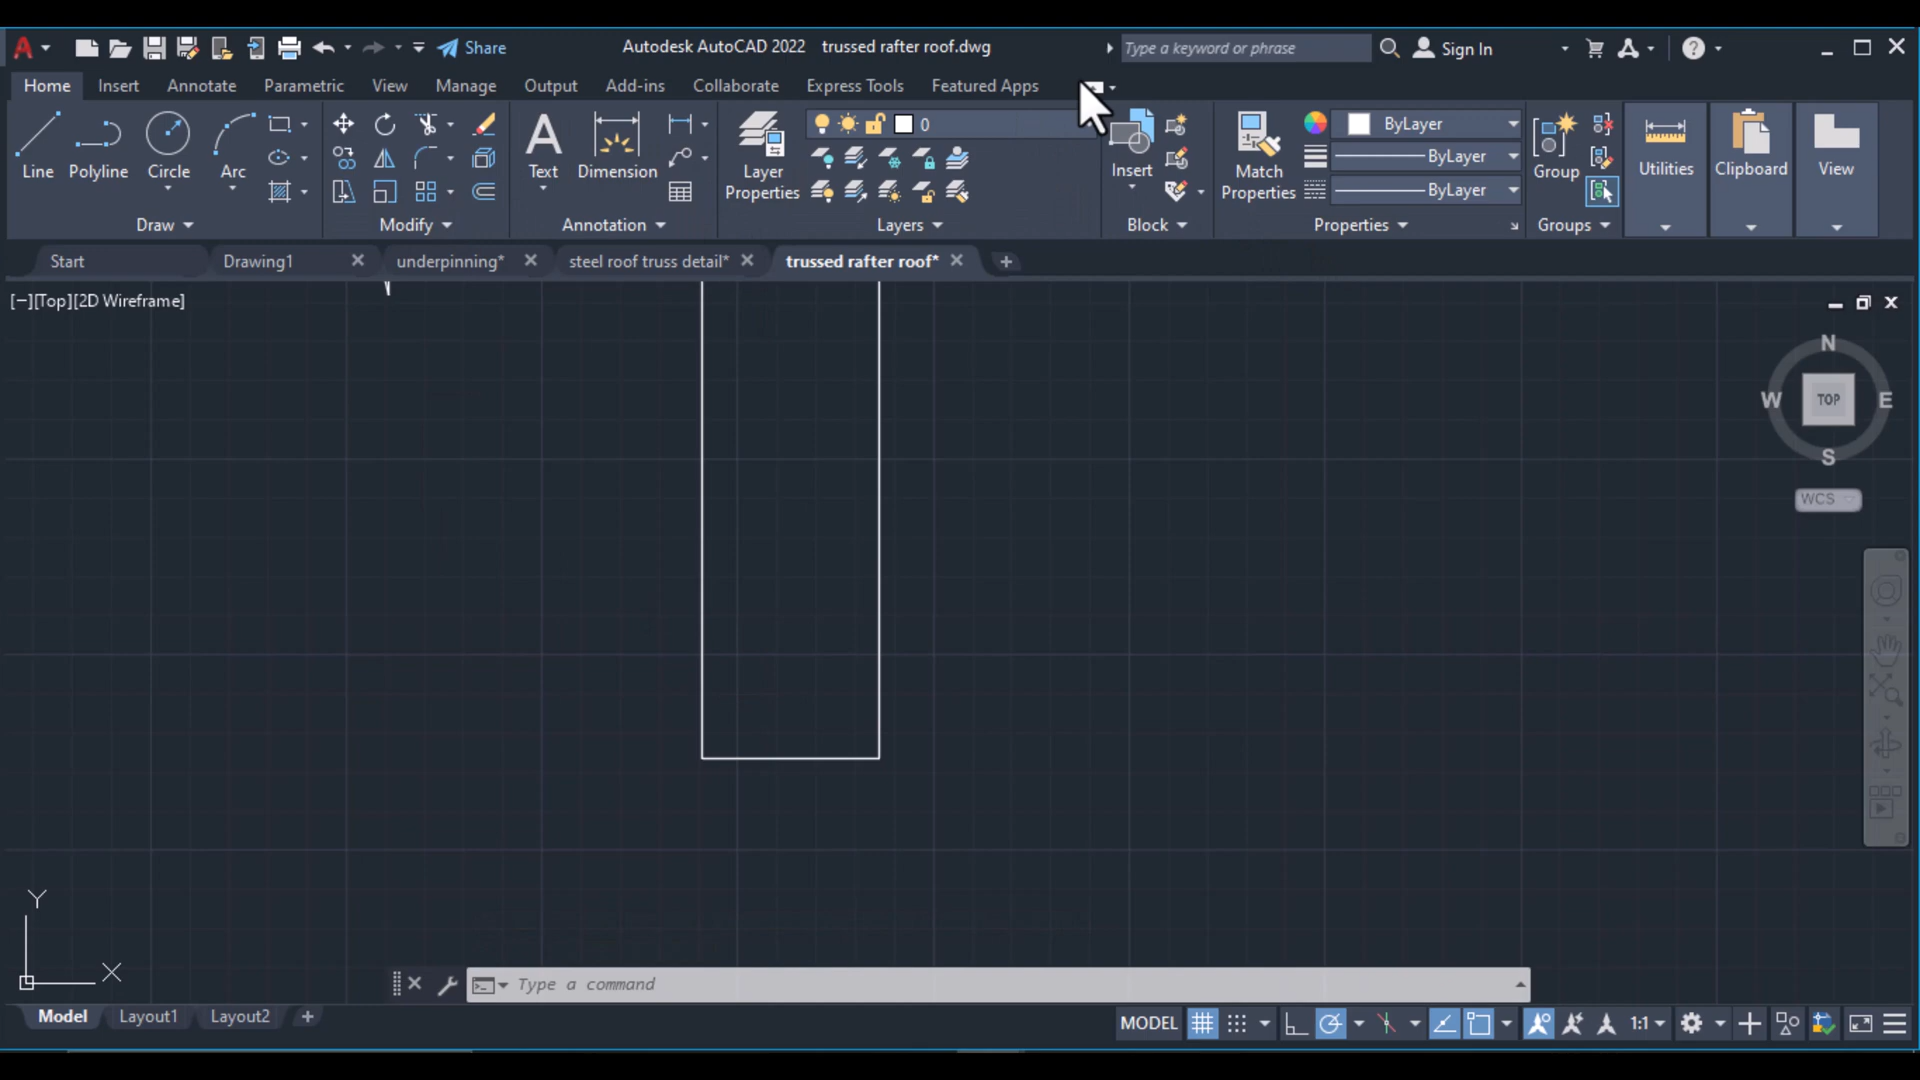 Share
Autodesk AutoCAD 2022 trussed rafter roof.dwg
Type a keyword or phrase
Sign In
Home Insert Annotate Parametric View Manage Output Add-ins Collaborate Express Tools Featured Apps
Line Polyline Circle Arc
Text Dimension
Layer Properties
0
Insert
Match Properties
ByLayer
ByLayer
ByLayer
Group
Utilities Clipboard View
Draw Modify Annotation Layers Block Properties Groups
Start Drawing1 underpinning* steel roof truss detail* trussed rafter roof*
[−][Top][2D Wireframe]
N
W TOP E
S
WCS
Y
X
Type a command
Model Layout1 Layout2
MODEL 1:1